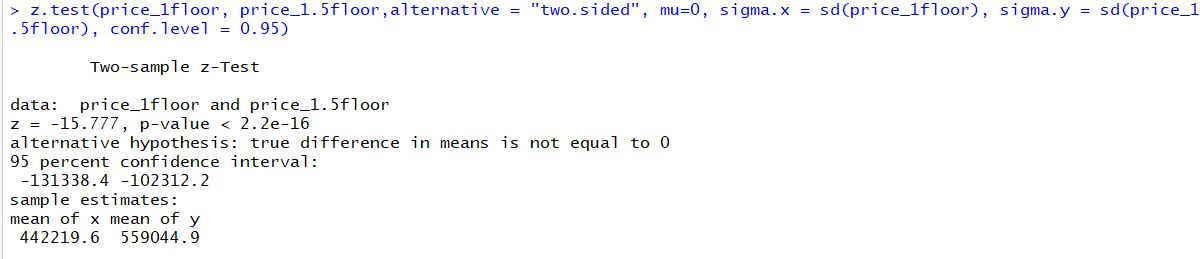 > z.test(price_1floor, price_1.5floor,alternative = "two.sided", mu=0, sigma.x = sd(price_1floor), sigma.y = sd(price_1
.5floor), conf.level = 0.95)
Two-sample z-Test
data:  price_1floor and price_1.5floor
z = -15.777, p-value < 2.2e-16
alternative hypothesis: true difference in means is not equal to 0
95 percent confidence interval:
-131338.4 -102312.2
sample estimates:
mean of x mean of y
442219.6  559044.9